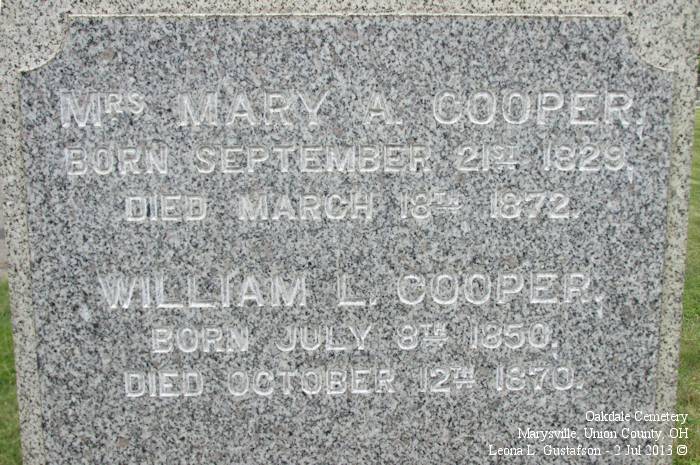 Mrs MARY A. COOPER.
BORN SEPTEMBER 21ST 1829,
DIED MARCH 18TH 1872.
WILLIAM L. COOPER.
BORN JULY 8TH 1850.
DIED OCTOBER 12TH 1870.
Oakdale Cemetery
Marysville, Union County, OH
Leona L. Gustafson - 2 Jul 2013 ©